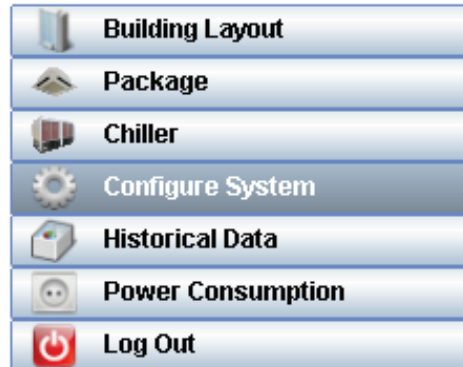 Building Layout
Package
Chiller
Configure System
Historical Data
Power Consumption
Log Out